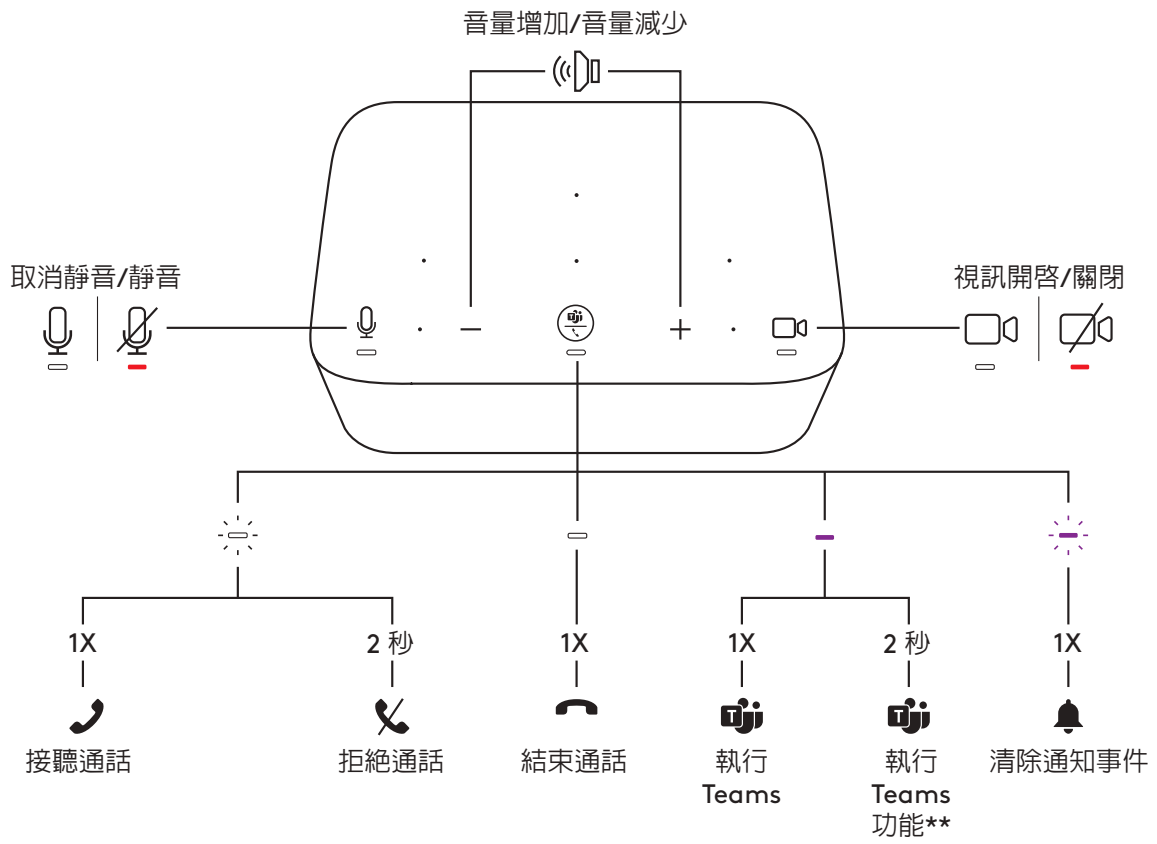 音量增加/音量減少
取消靜音/靜音
視訊開啓/關閉
1X
2 秒
1X
1X
2 秒
1X
接聽通話
拒絕通話
結束通話
執行
Teams
執行
Teams
功能**
清除通知事件